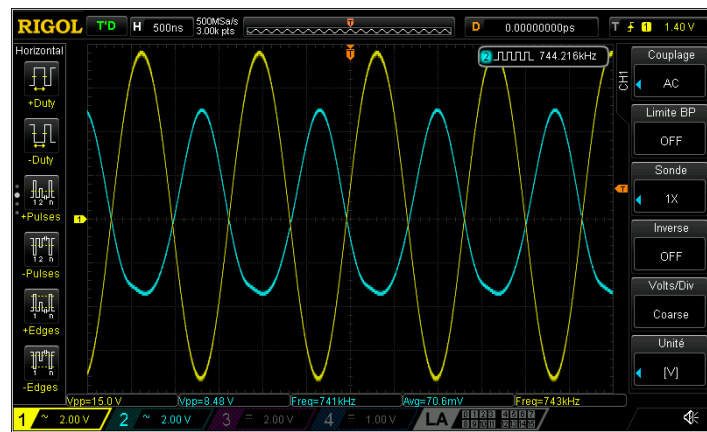 RIGOL T'D H 500ns 500MSa/s 3.00k pts D 0.00000000ps T 1 1.40 V
Horizontal
+Duty
-Duty
+Pulses
-Pulses
+Edges
-Edges
2 744.216kHz
T
1
T
CH1
Couplage
AC
Limite BP
OFF
Sonde
1X
Inverse
OFF
Volts/Div
Coarse
Unité
[V]
Vpp=15.0 V Vpp=8.48 V Freq=741kHz Avg=70.6mV Freq=743kHz
1 ~ 2.00 V 2 ~ 2.00 V 3 = 2.00 V 4 = 1.00 V LA